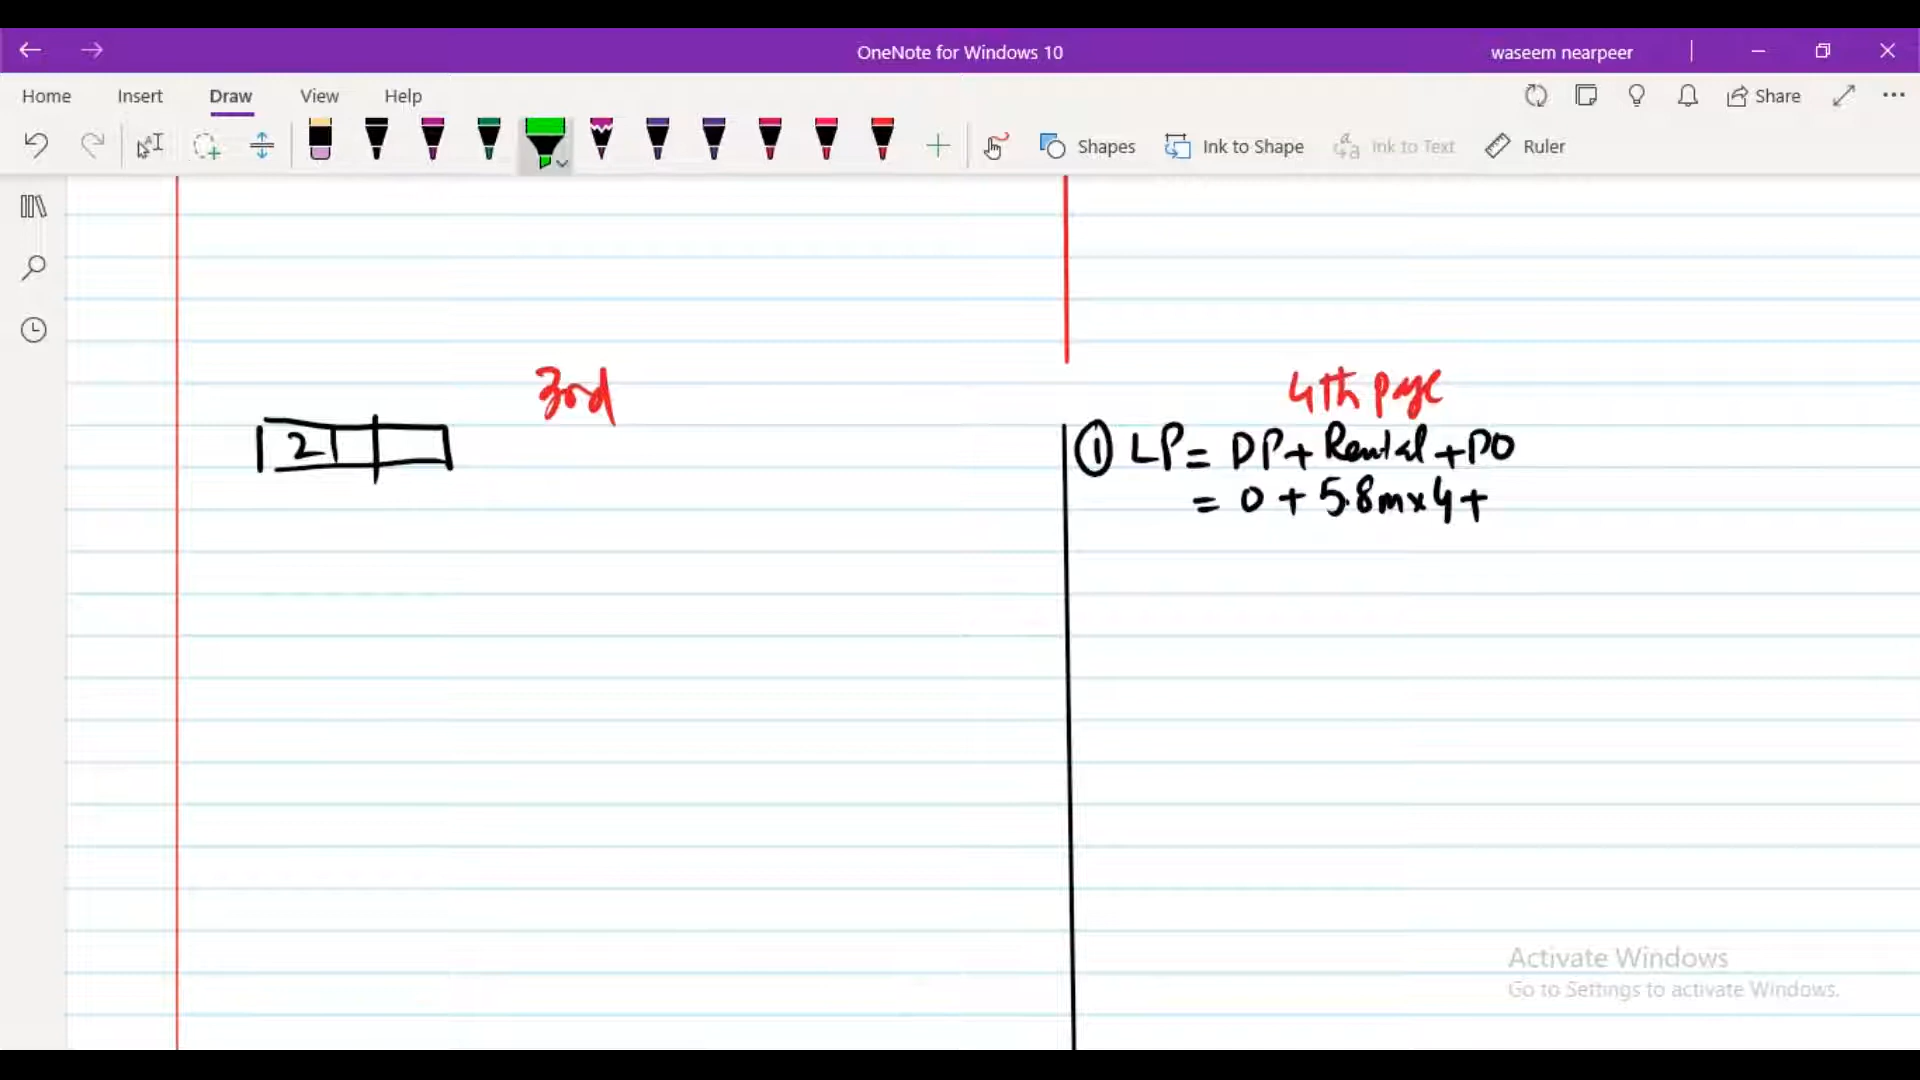 OneNote for Windows 10
waseem nearpeer
Home Insert Draw View Help
Share
Shapes Ink to Shape Ink to Text Ruler
3rd
4th page
2
① LP = DP + Rental + PO
= 0 + 5.8m x 4 +
Activate Windows
Go to Settings to activate Windows.